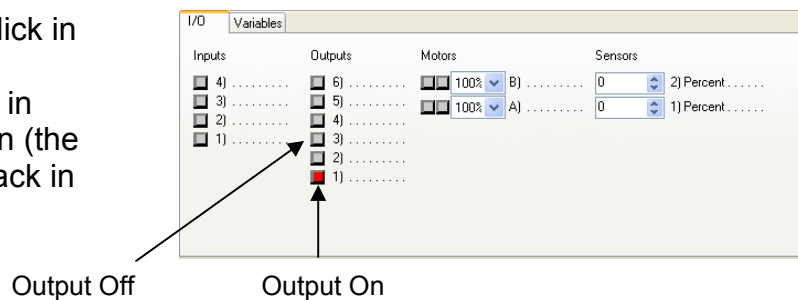 lick in
in
n (the
ack in
I/O Variables
Inputs Outputs Motors Sensors
4) ......... 6) ......... 100% B) ......... 0 2) Percent ......
3) ......... 5) ......... 100% A) ......... 0 1) Percent ......
2) ......... 4) .........
1) ......... 3) .........
2) .........
1) .........
Output Off Output On